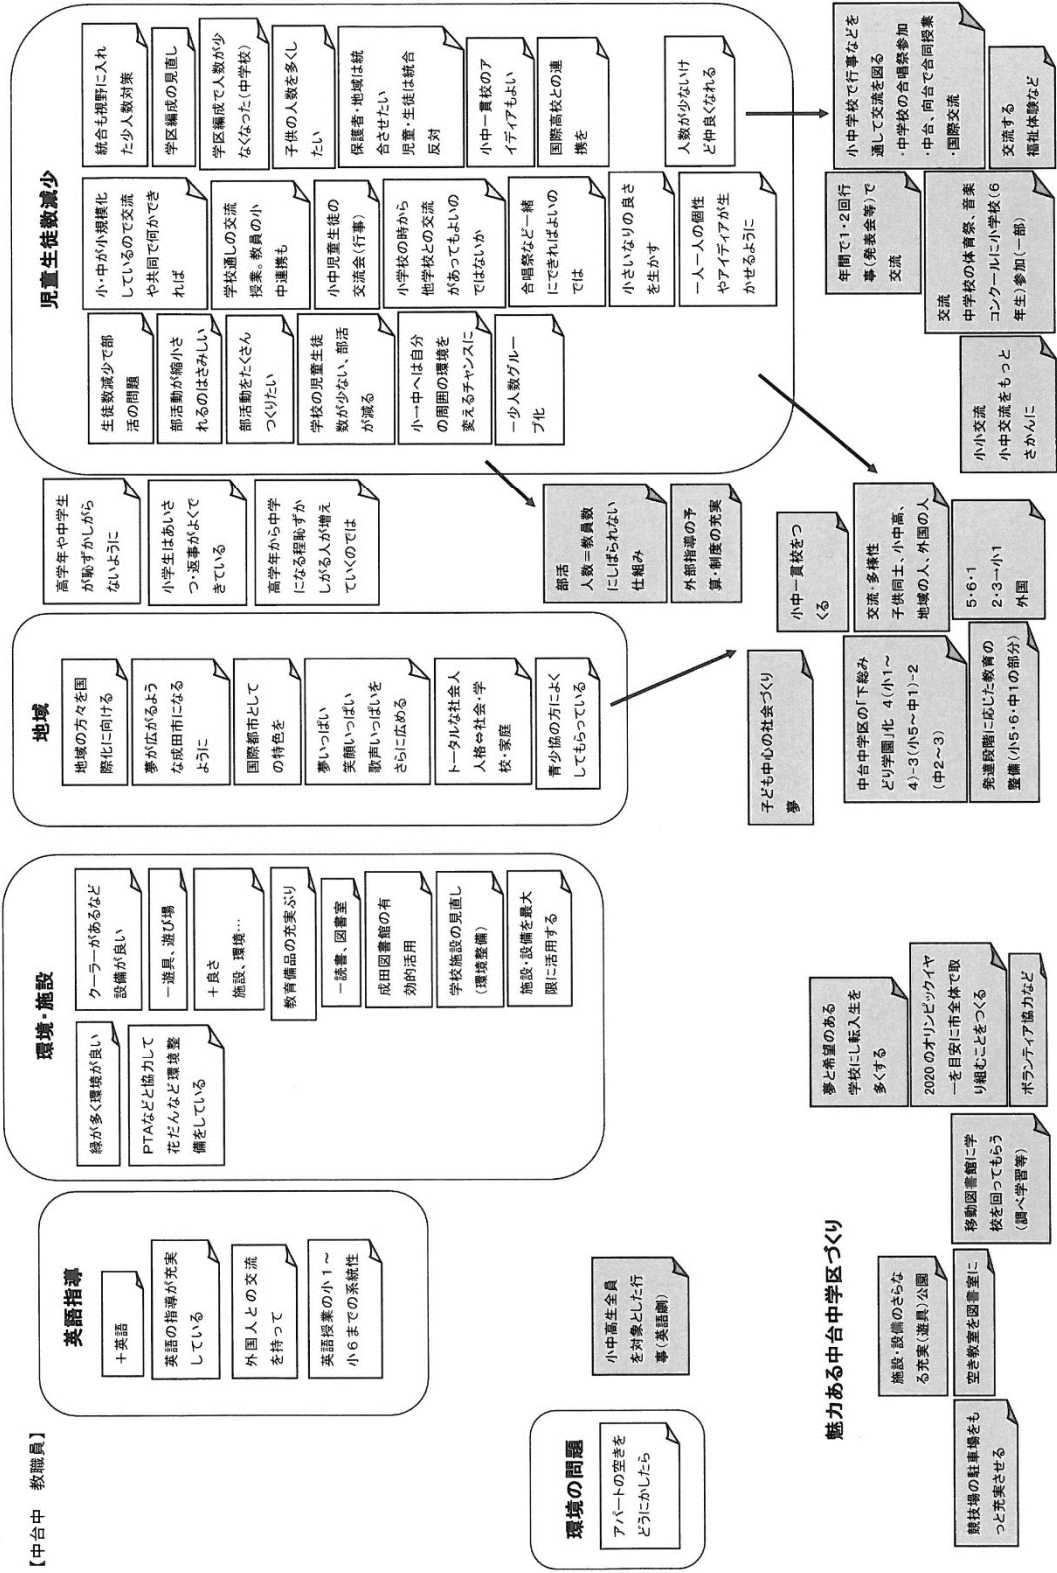 【中台中　教職員】
英語指導
＋英語
英語の指導が充実
している
外国人との交流
を持って
英語授業の小１～
小６までの系統性
環境・施設
緑が多く環境が良い
PTAなどと協力して
花だんなど環境整
備をしている
クーラーがあるなど
設備が良い
－遊具、遊び場
＋良さ
施設、環境…
教育備品の充実ぶり
－読書、図書室
成田図書館の有
効的活用
学校施設の見直し
（環境整備）
施設・設備を最大
限に活用する
地域
地域の方々を国
際化に向ける
夢が広がるよう
な成田市になる
ように
国際都市として
の特色を
夢いっぱい
笑顔いっぱい
歌声いっぱいを
さらに広める
トータルな社会人
人格⇔社会・学
校・家庭
青少協の方によく
してもらっている
高学年や中学生
が恥ずかしがら
ないように
小学生はあいさ
つ・返事がよくで
きている
高学年から中学
になる程恥ずか
しがる人が増え
ていくのでは
児童生徒数減少
生徒数減少で部
活の問題
部活動が縮小さ
れるのはさみしい
部活動をたくさん
つくりたい
学校の児童生徒
数が少ない、部活
が減る
小→中へは自分
の周囲の環境を
変えるチャンスに
－少人数グルー
プ化
小・中が小規模化
しているので交流
や共同で何かでき
れば
学校通しの交流
授業。教員の小
中連携も
小中児童生徒の
交流会（行事）
小学校の時から
他学校との交流
があってもよいの
ではないか
合唱祭など一緒
にできればよいの
では
小さいなりの良さ
を生かす
一人一人の個性
やアイディアが生
かせるように
統合も視野に入れ
た少人数対策
学区編成の見直し
学区編成で人数が少
なくなった（中学校）
子供の人数を多くし
たい
保護者・地域は統
合させたい
児童・生徒は統合
反対
小中一貫校のア
イディアもよい
国際高校との連
携を
人数が少ないけ
ど仲良くなれる
環境の問題
アパートの空きを
どうにかしたら
小中高生全員
を対象とした行
事（英語劇）
部活
人数＝教員数
にしばられない
仕組み
外部指導の予
算・制度の充実
魅力ある中台中学区づくり
競技場の駐車場をも
っと充実させる
施設・設備のさらな
る充実（遊具）公園
空き教室を図書室に
移動図書館に学
校を回ってもらう
（調べ学習等）
夢と希望のある
学校にし転入生を
多くする
2020のオリンピックイヤ
ーを目安に市全体で取
り組むことをつくる
ボランティア協力など
子ども中心の社会づくり
夢
小中一貫校をつ
くる
中台中学区の「下総み
どり学園」化　4（小1～
4）-3（小5～中1）-2
（中2～3）
発達段階に応じた教育の
整備（小5・6・中1の部分）
交流・多様性
子供同士、小中高、
地域の人、外国の人
5・6・1
2・3→小1
外国
小小交流
小中交流をもっと
さかんに
年間で1・2回行
事（発表会等）で
交流
交流
中学校の体育祭、音楽
コンクールに小学校（6
年生）参加（一部）
小中学校で行事などを
通して交流を図る
・中学校の合唱祭参加
・中台、向台で合同授業
・国際交流
交流する
福祉体験など